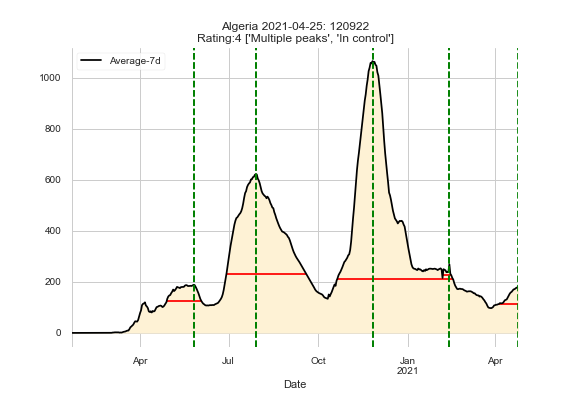 Algeria 2021-04-25: 120922
Rating:4 ['Multiple peaks', 'In control']
Average-7d
1000
800
600
400
200
0
Apr
Jul
Oct
Jan
2021
Apr
Date